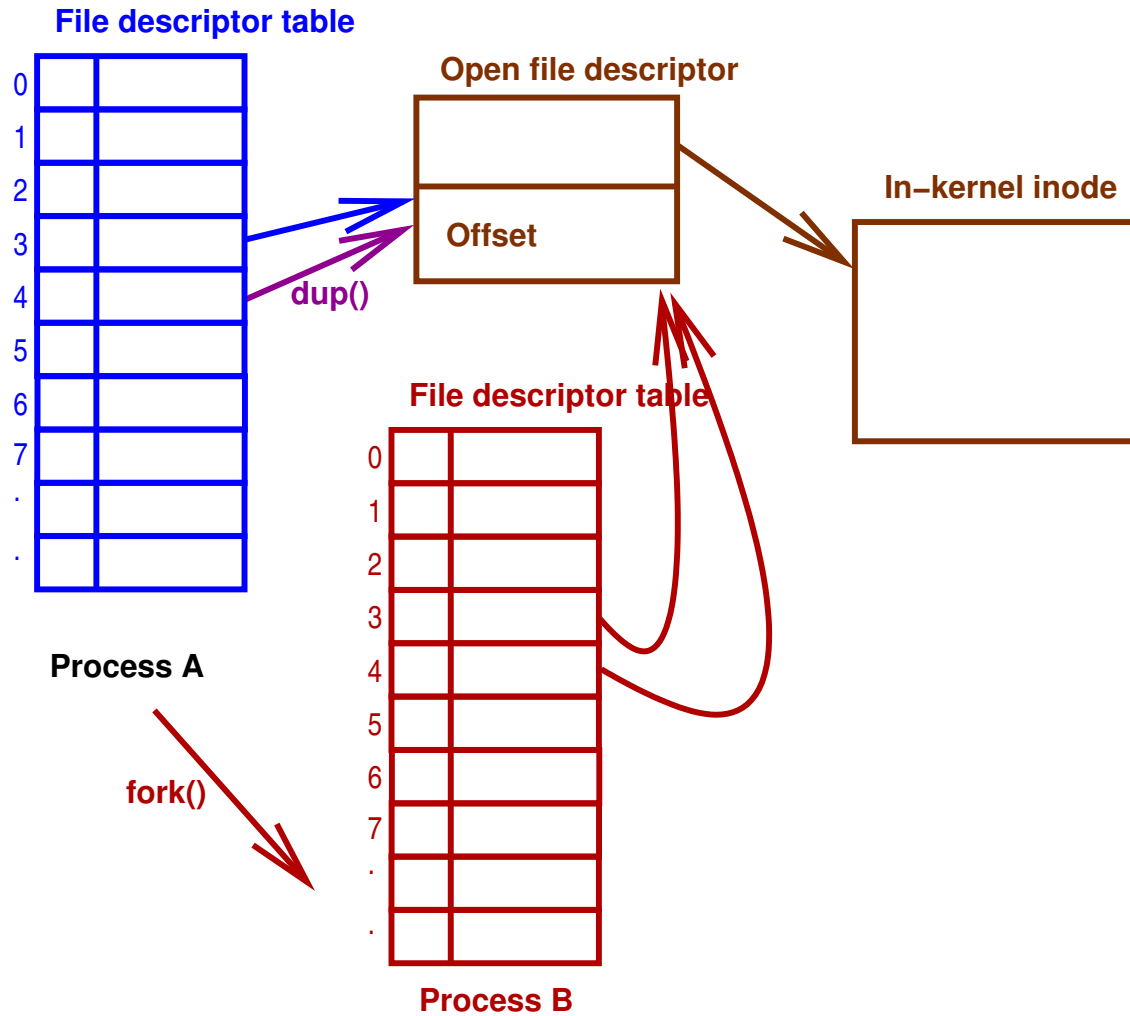 File descriptor table
0
1
2
3
4
5
6
7
.
.
Process A
Open file descriptor
Offset
dup()
In−kernel inode
fork()
File descriptor table
0
1
2
3
4
5
6
7
.
.
Process B